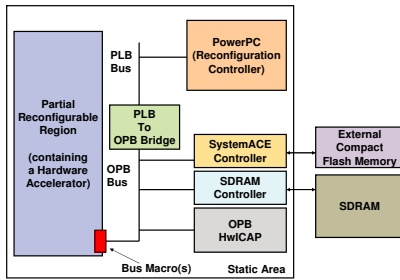 Partial
Reconfigurable
Region
(containing
a Hardware
Accelerator)
PLB
Bus
PowerPC
(Reconfiguration
Controller)
PLB
To
OPB Bridge
OPB
Bus
SystemACE
Controller
External
Compact
Flash Memory
SDRAM
Controller
SDRAM
OPB
HwICAP
Bus Macro(s)
Static Area